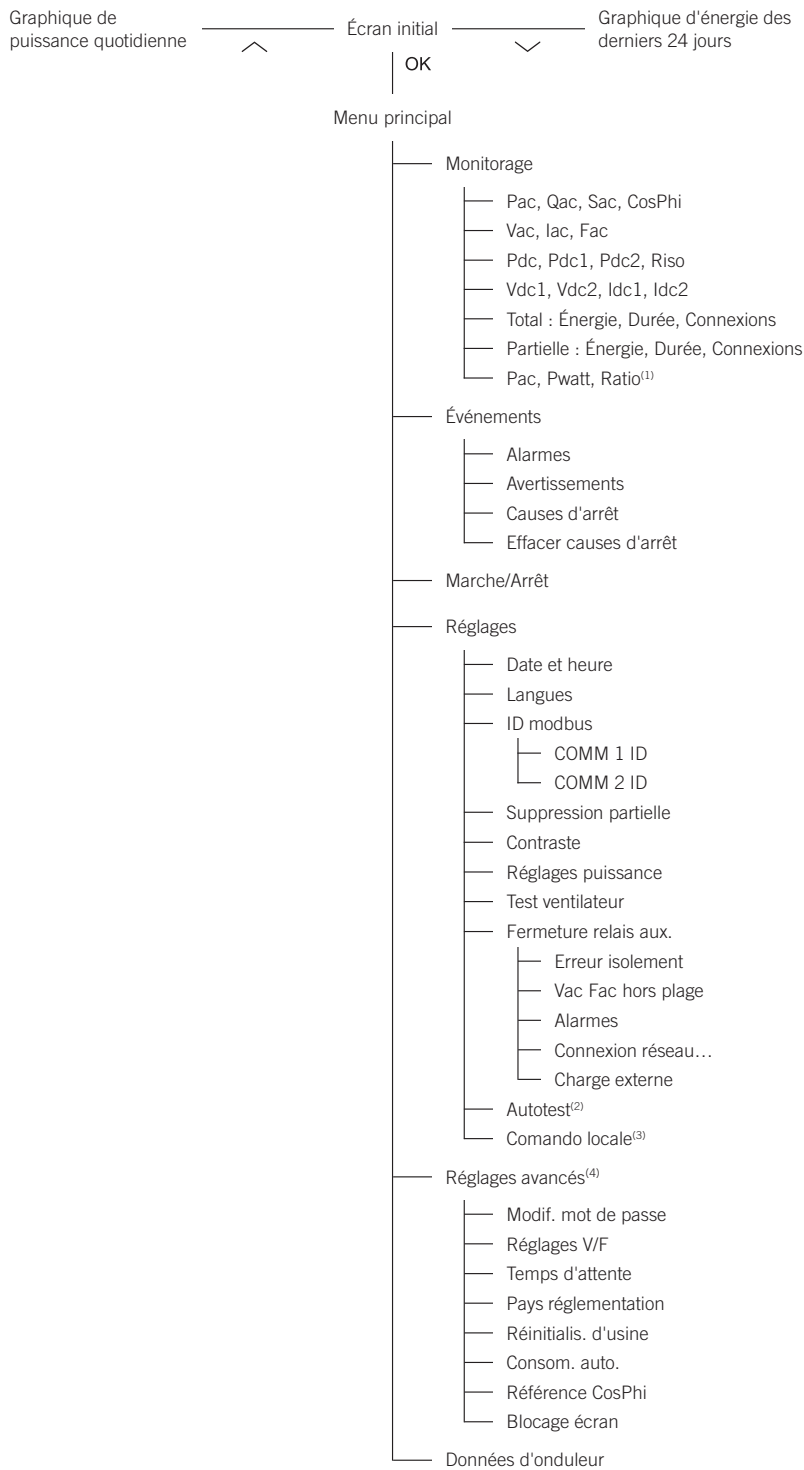 Graphique de
puissance quotidienne
Écran initial
Graphique d'énergie des
derniers 24 jours
OK
Menu principal
Monitorage
Pac, Qac, Sac, CosPhi
Vac, Iac, Fac
Pdc, Pdc1, Pdc2, Riso
Vdc1, Vdc2, Idc1, Idc2
Total : Énergie, Durée, Connexions
Partielle : Énergie, Durée, Connexions
Pac, Pwatt, Ratio(1)
Événements
Alarmes
Avertissements
Causes d'arrêt
Effacer causes d'arrêt
Marche/Arrêt
Réglages
Date et heure
Langues
ID modbus
COMM 1 ID
COMM 2 ID
Suppression partielle
Contraste
Réglages puissance
Test ventilateur
Fermeture relais aux.
Erreur isolement
Vac Fac hors plage
Alarmes
Connexion réseau…
Charge externe
Autotest(2)
Comando locale(3)
Réglages avancés(4)
Modif. mot de passe
Réglages V/F
Temps d'attente
Pays réglementation
Réinitialis. d'usine
Consom. auto.
Référence CosPhi
Blocage écran
Données d'onduleur